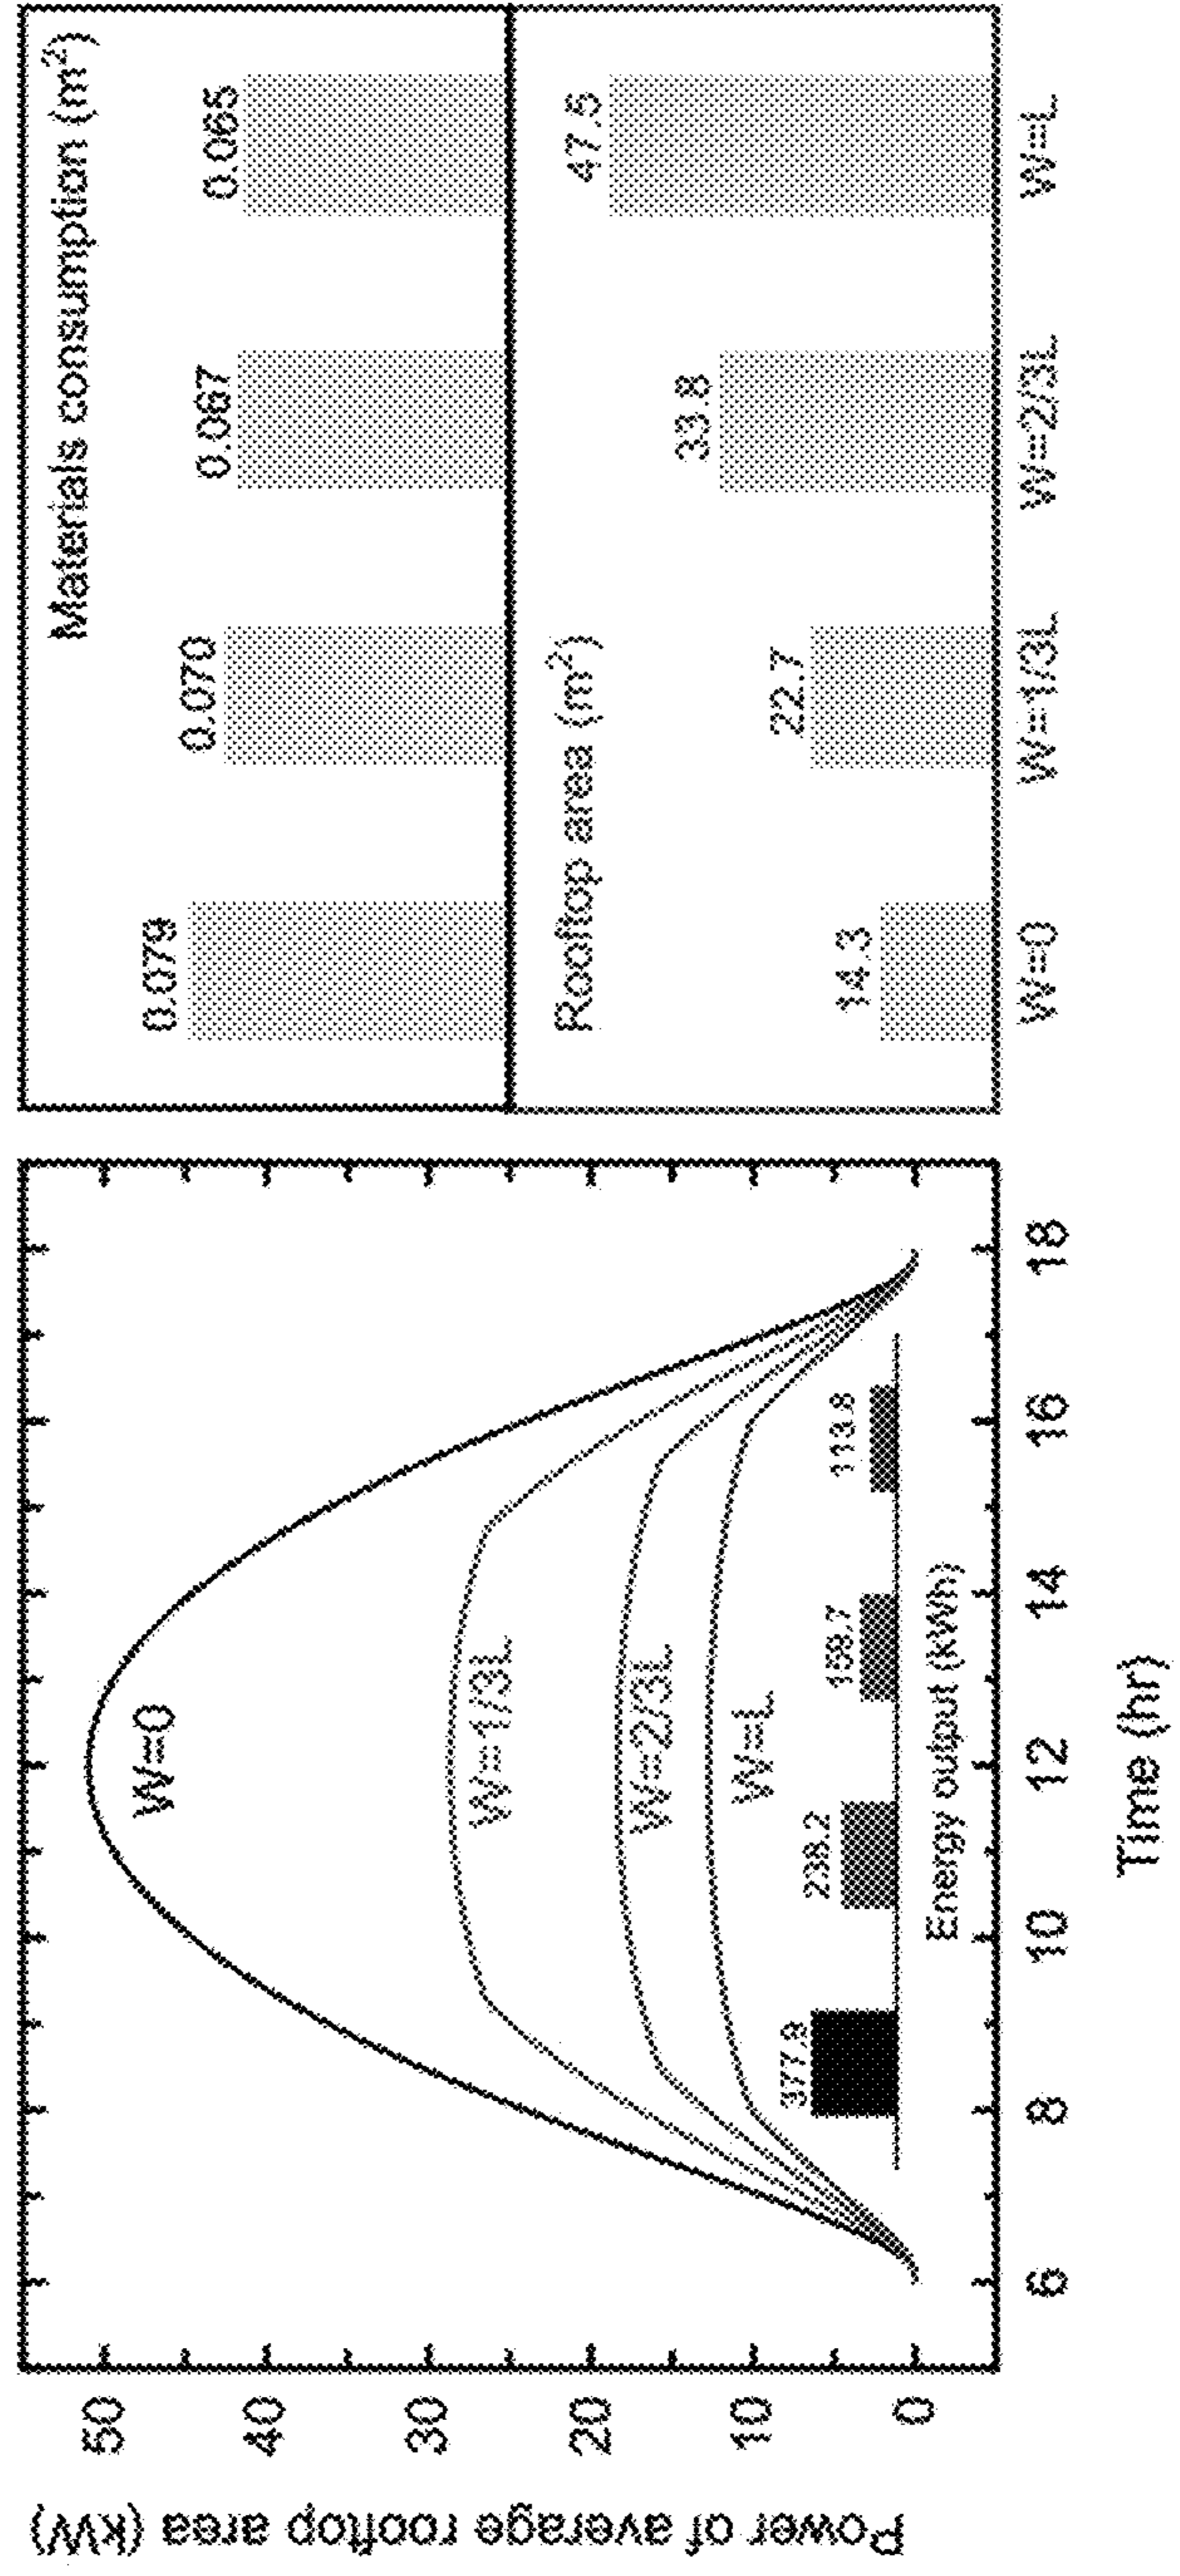 Power of average rooftop area (kW)
50
40
30
20
10
0
W=0
W=1/3L
W=2/3L
W=L
377.9
238.2
159.7
113.8
Energy output (kWh)
6
8
10
12
14
16
18
Time (hr)
Materials consumption (m²)
0.079
0.070
0.067
0.065
Rooftop area (m²)
14.3
22.7
33.8
47.5
W=0
W=1/3L
W=2/3L
W=L